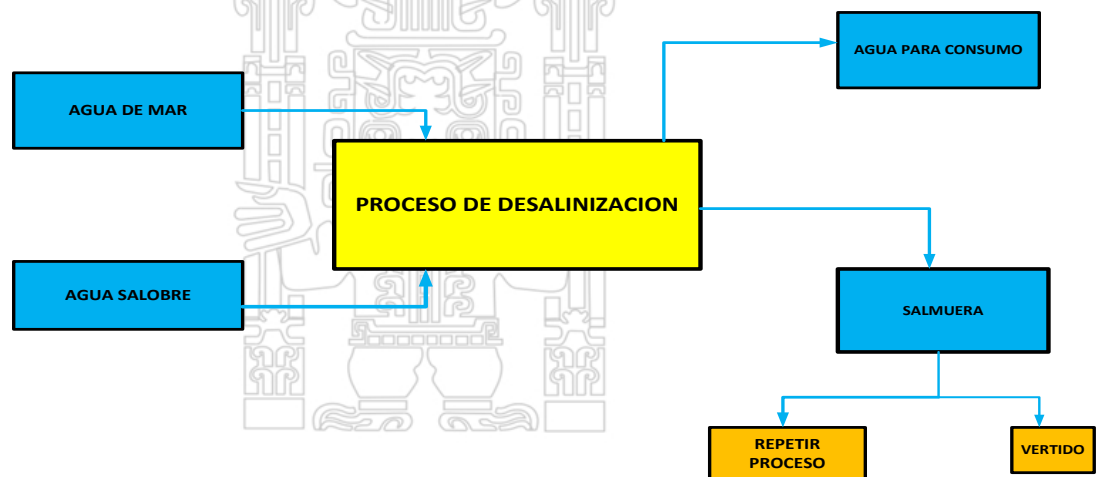 AGUA PARA CONSUMO
AGUA DE MAR
PROCESO DE DESALINIZACION
AGUA SALOBRE
SALMUERA
REPETIR
PROCESO
VERTIDO